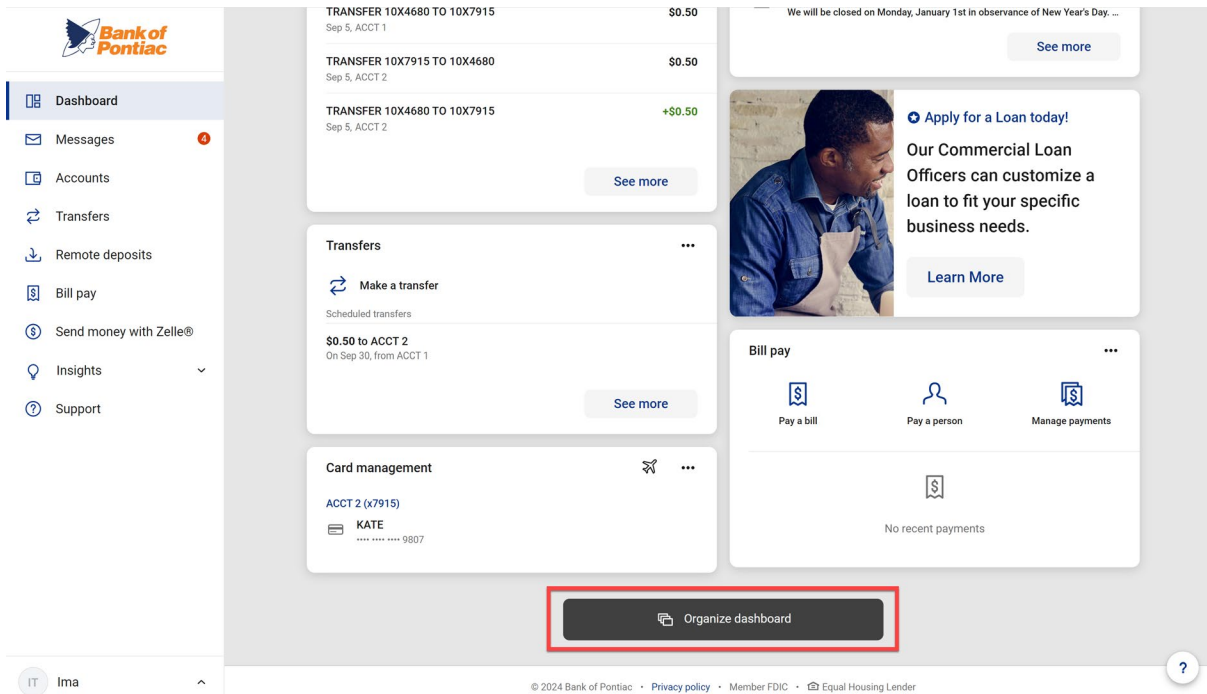 Bank of
Pontiac
Dashboard
Messages
4
Accounts
Transfers
Remote deposits
Bill pay
Send money with Zelle®
Insights
Support
IT
Ima
TRANSFER 10X4680 TO 10X7915
$0.50
Sep 5, ACCT 1
TRANSFER 10X7915 TO 10X4680
$0.50
Sep 5, ACCT 2
TRANSFER 10X4680 TO 10X7915
+$0.50
Sep 5, ACCT 2
See more
Transfers
Make a transfer
Scheduled transfers
$0.50 to ACCT 2
On Sep 30, from ACCT 1
See more
Card management
ACCT 2 (x7915)
KATE
•••• •••• •••• 9807
We will be closed on Monday, January 1st in observance of New Year's Day. ...
See more
Apply for a Loan today!
Our Commercial Loan
Officers can customize a
loan to fit your specific
business needs.
Learn More
Bill pay
Pay a bill
Pay a person
Manage payments
No recent payments
Organize dashboard
© 2024 Bank of Pontiac • Privacy policy • Member FDIC • Equal Housing Lender
?